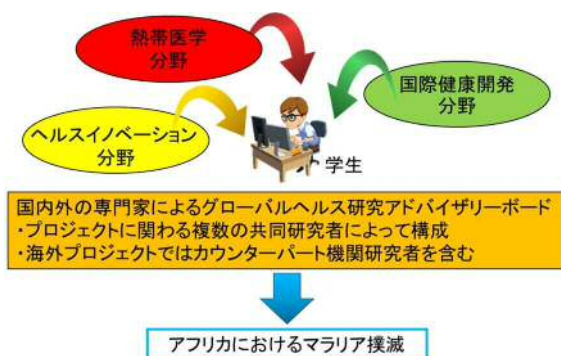 熱帯医学
分野
国際健康開発
分野
ヘルスイノベーション
分野
学生
国内外の専門家によるグローバルヘルス研究アドバイザリーボード
・プロジェクトに関わる複数の共同研究者によって構成
・海外プロジェクトではカウンターパート機関研究者を含む
アフリカにおけるマラリア撲滅